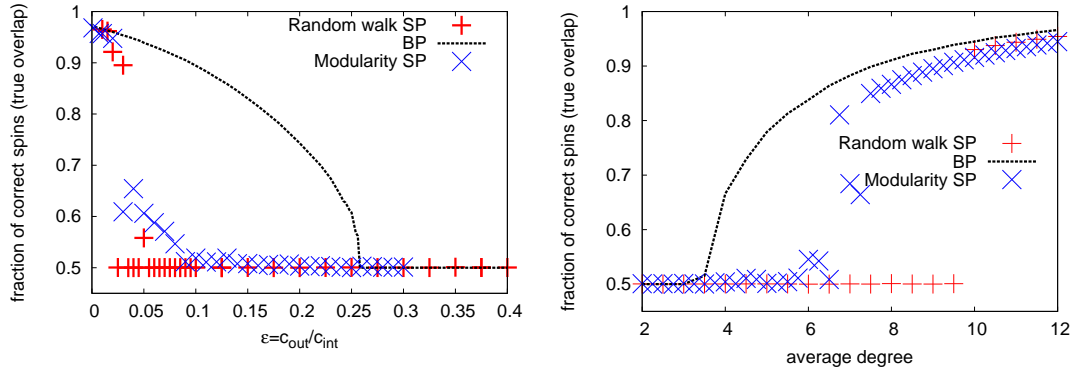 fraction of correct spins (true overlap)
1
0.9
0.8
0.7
0.6
0.5
0
0.05
0.1
0.15
0.2
0.25
0.3
0.35
0.4
ε=c_out/c_int
Random walk SP
BP
Modularity SP
fraction of correct spins (true overlap)
1
0.9
0.8
0.7
0.6
0.5
2
4
6
8
10
12
average degree
Random walk SP
BP
Modularity SP